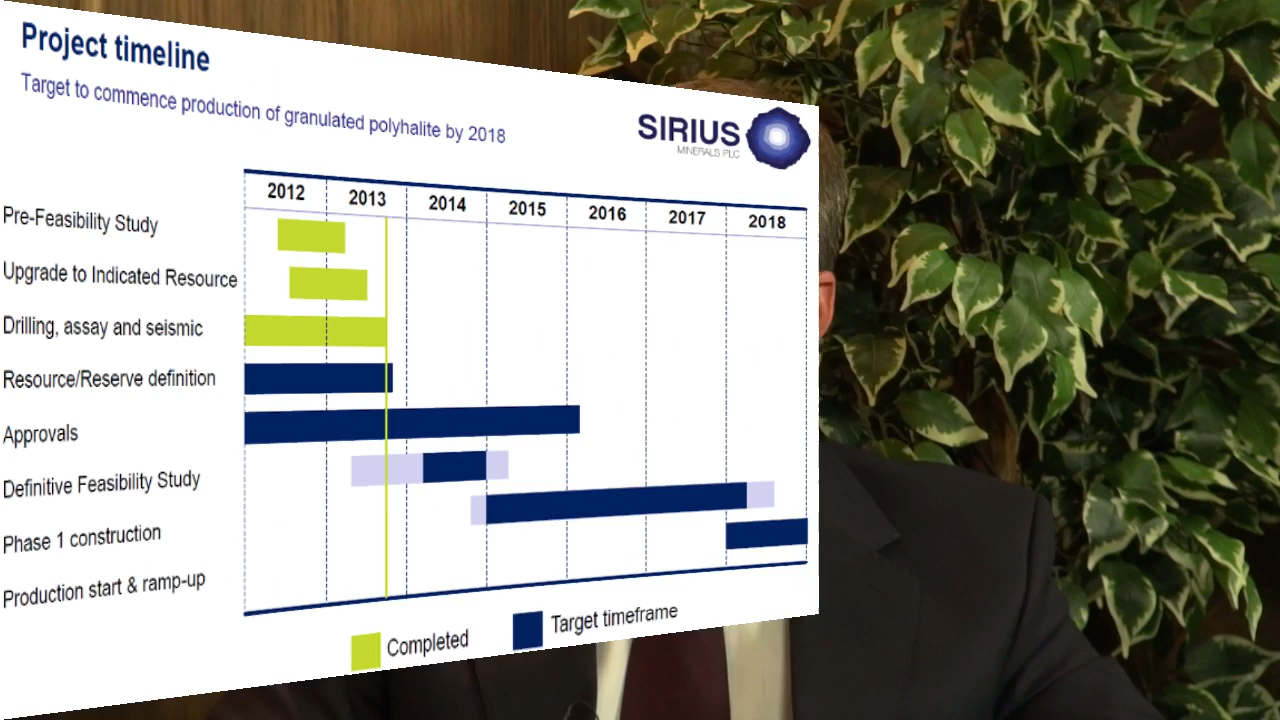 Project timeline
Target to commence production of granulated polyhalite by 2018
SIRIUS
MINERALS PLC
2012 2013 2014 2015 2016 2017 2018
Pre-Feasibility Study
Upgrade to Indicated Resource
Drilling, assay and seismic
Resource/Reserve definition
Approvals
Definitive Feasibility Study
Phase 1 construction
Production start & ramp-up
Completed
Target timeframe